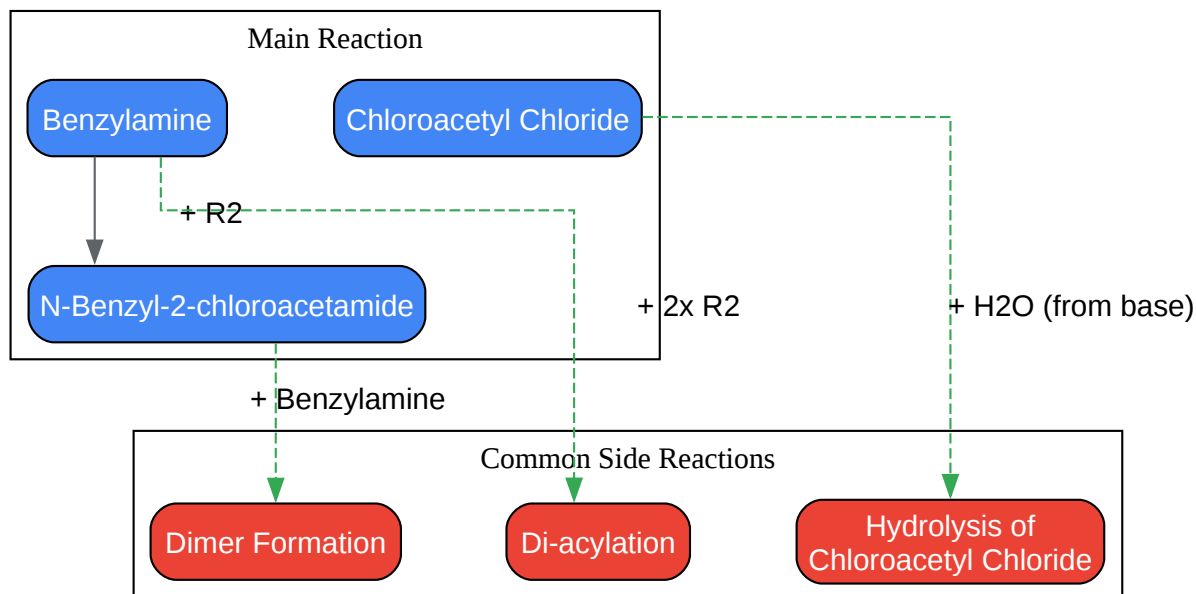 Main Reaction
Benzylamine
Chloroacetyl Chloride
+ R2
N-Benzyl-2-chloroacetamide
+ 2x R2
+ H2O (from base)
+ Benzylamine
Common Side Reactions
Dimer Formation
Di-acylation
Hydrolysis of
Chloroacetyl Chloride